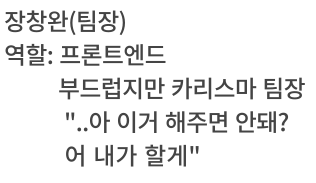 장창완(팀장)
역할: 프론트엔드
부드럽지만 카리스마 팀장
"..아 이거 해주면 안돼?
어 내가 할게"